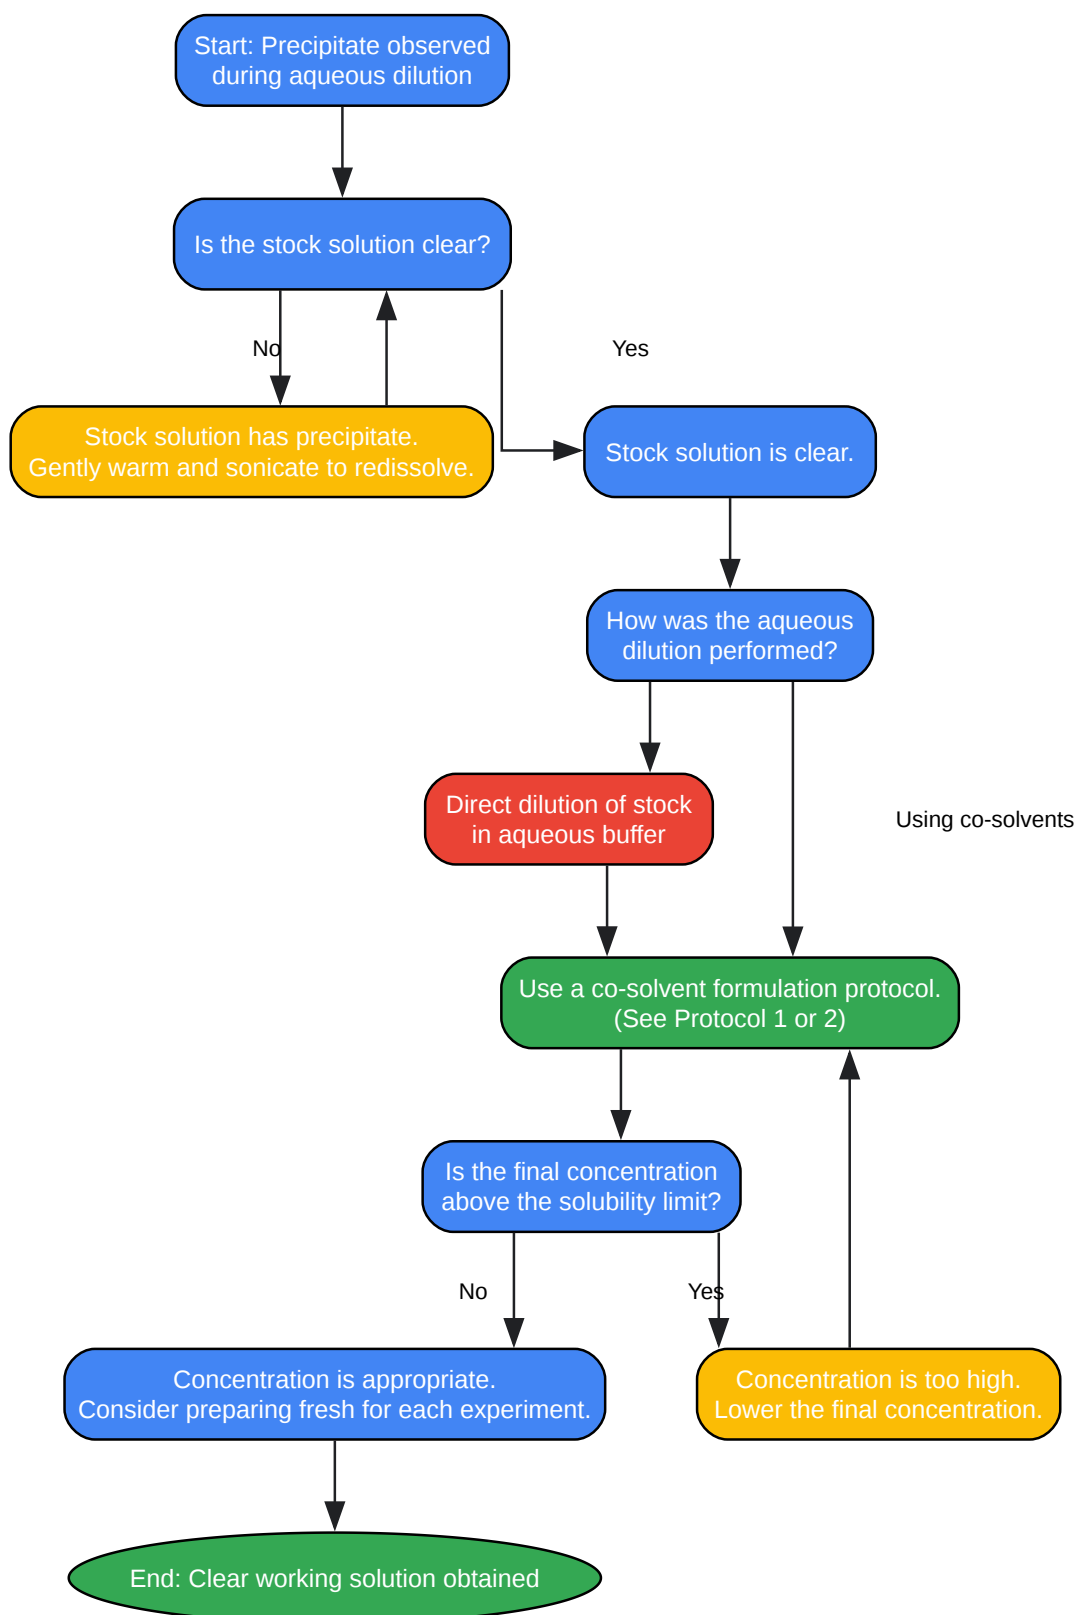 Start: Precipitate observed
during aqueous dilution
Is the stock solution clear?
No
Yes
Stock solution has precipitate.
Gently warm and sonicate to redissolve.
Stock solution is clear.
How was the aqueous
dilution performed?
Direct dilution of stock
in aqueous buffer
Using co-solvents
Use a co-solvent formulation protocol.
(See Protocol 1 or 2)
Is the final concentration
above the solubility limit?
No
Yes
Concentration is appropriate.
Consider preparing fresh for each experiment.
Concentration is too high.
Lower the final concentration.
End: Clear working solution obtained